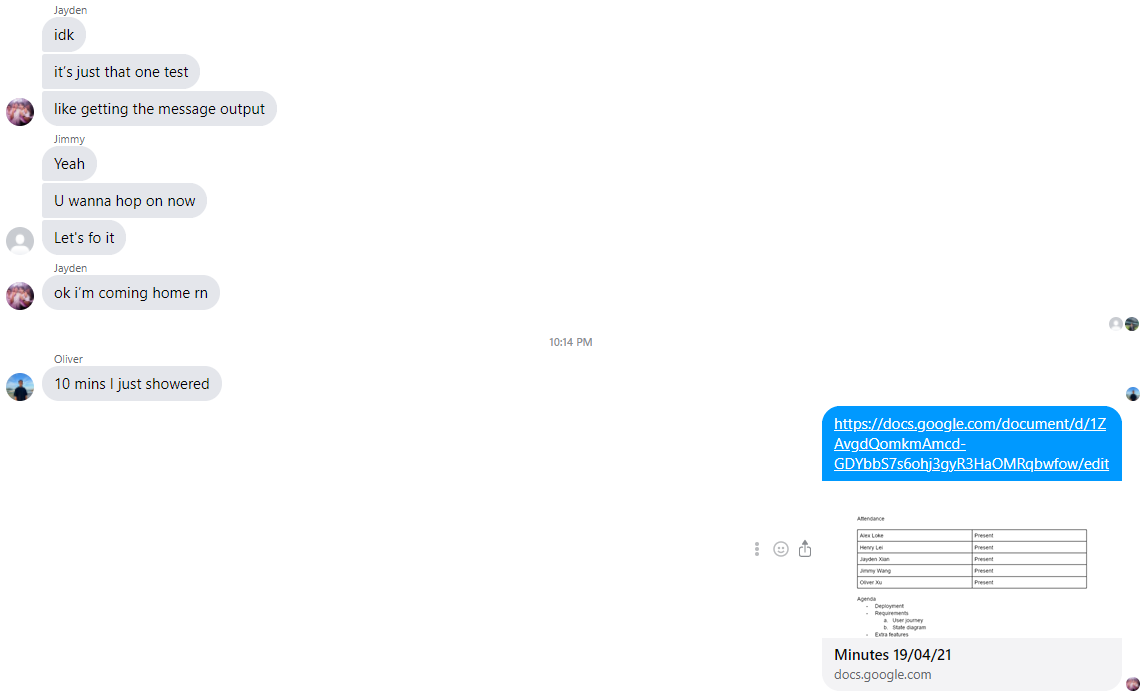 Jayden
idk
it's just that one test
like getting the message output
Jimmy
Yeah
U wanna hop on now
Let's fo it
Jayden
ok i'm coming home rn
10:14 PM
Oliver
10 mins I just showered
https://docs.google.com/document/d/1Z
AvgdQomkmAmcd-
GDYbbS7s6ohj3gyR3HaOMRqbwfow/edit
Attendance
Alex Loke Present
Henry Lei Present
Jayden Xian Present
Jimmy Wang Present
Oliver Xu Present
Agenda
- Deployment
- Requirements
a. User journey
b. State diagram
- Extra features
Minutes 19/04/21
docs.google.com